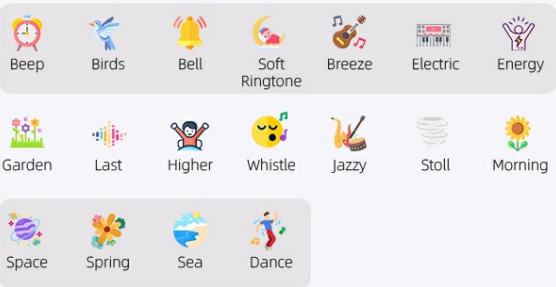 Beep Birds Bell Soft Ringtone Breeze Electric Energy
Garden Last Higher Whistle Jazzy Stoll Morning
Space Spring Sea Dance